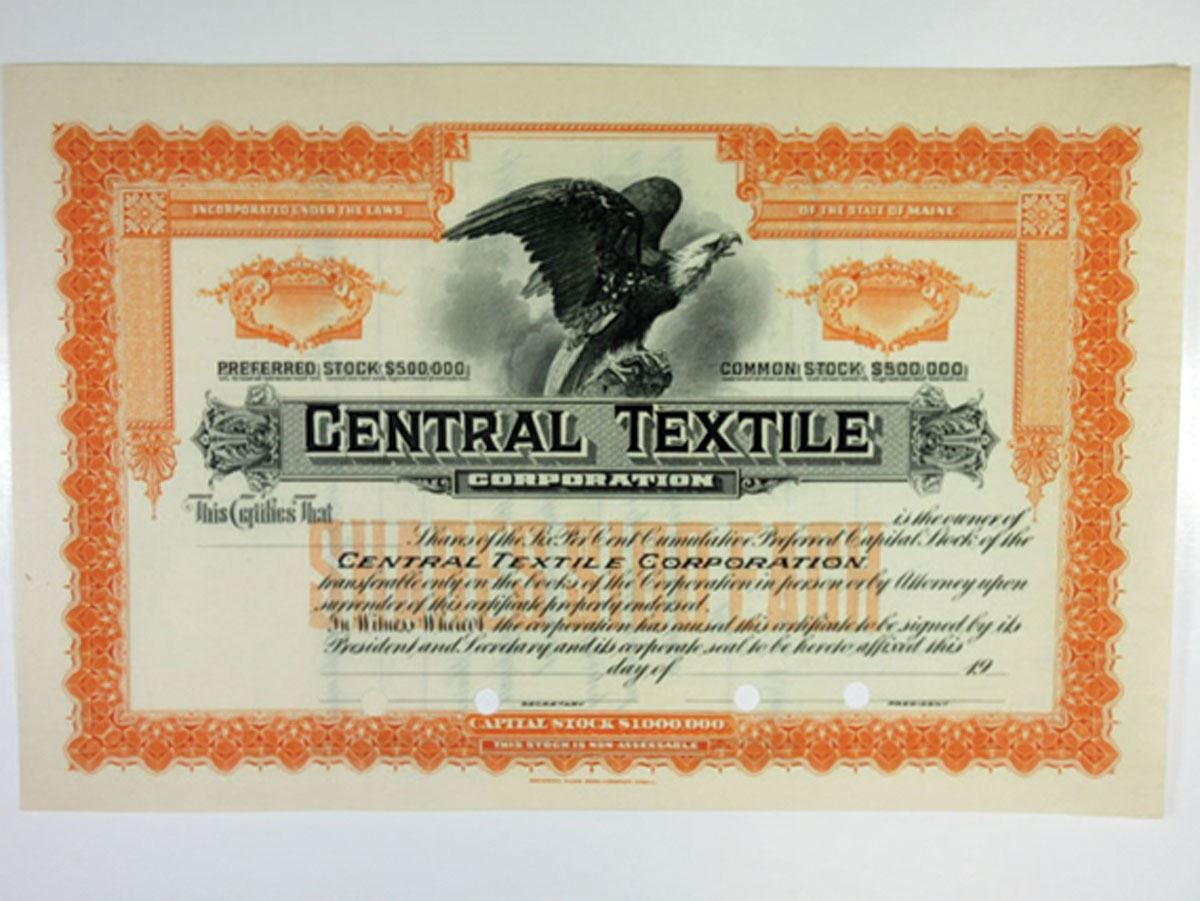 INCORPORATED UNDER THE LAWS OF THE STATE OF MAINE
PREFERRED STOCK $500,000
COMMON STOCK $500,000
CENTRAL TEXTILE
CORPORATION
This Certifies That
is the owner of
Shares of the Six Per Cent Cumulative Preferred Capital Stock of the
CENTRAL TEXTILE CORPORATION
transferable only on the books of the Corporation in person or by Attorney upon
surrender of this certificate properly endorsed.
In Witness Whereof the corporation has caused this certificate to be signed by its
President and Secretary and its corporate seal to be hereto affixed this
day of 19
SECRETARY
PRESIDENT
CAPITAL STOCK $1,000,000
THIS STOCK IS NON ASSESSABLE